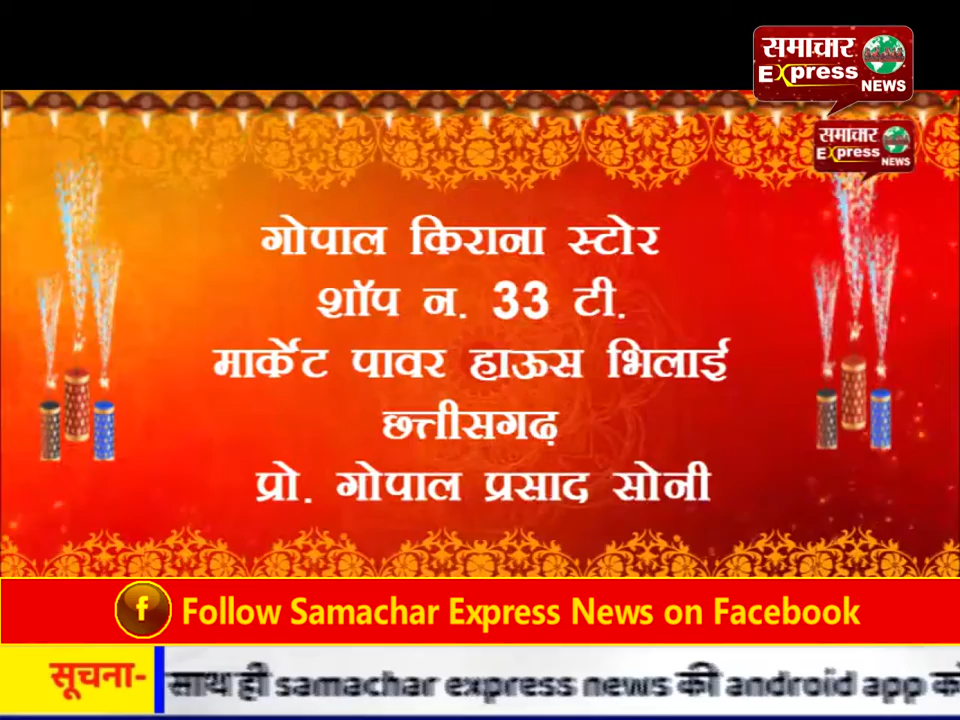 समाचार
Express
NEWS
समाचार
Express
NEWS
गोपाल किराना स्टोर
शॉप न. 33 टी.
मार्केट पावर हाऊस भिलाई
छत्तीसगढ़
प्रो. गोपाल प्रसाद सोनी
f Follow Samachar Express News on Facebook
सूचना- साथ ही samachar express news की android app को